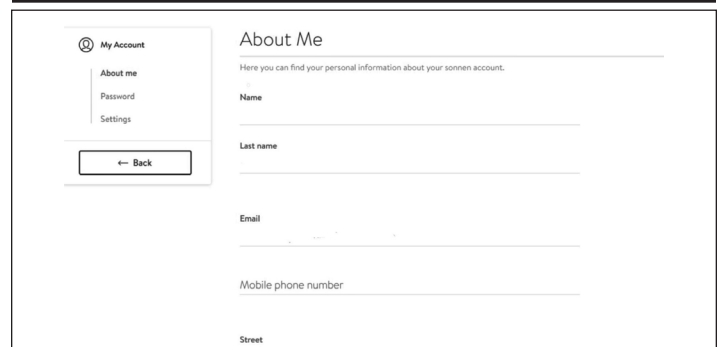 My Account
About me
Password
Settings
← Back
About Me
Here you can find your personal information about your sonnen account.
Name
Last name
Email
Mobile phone number
Street